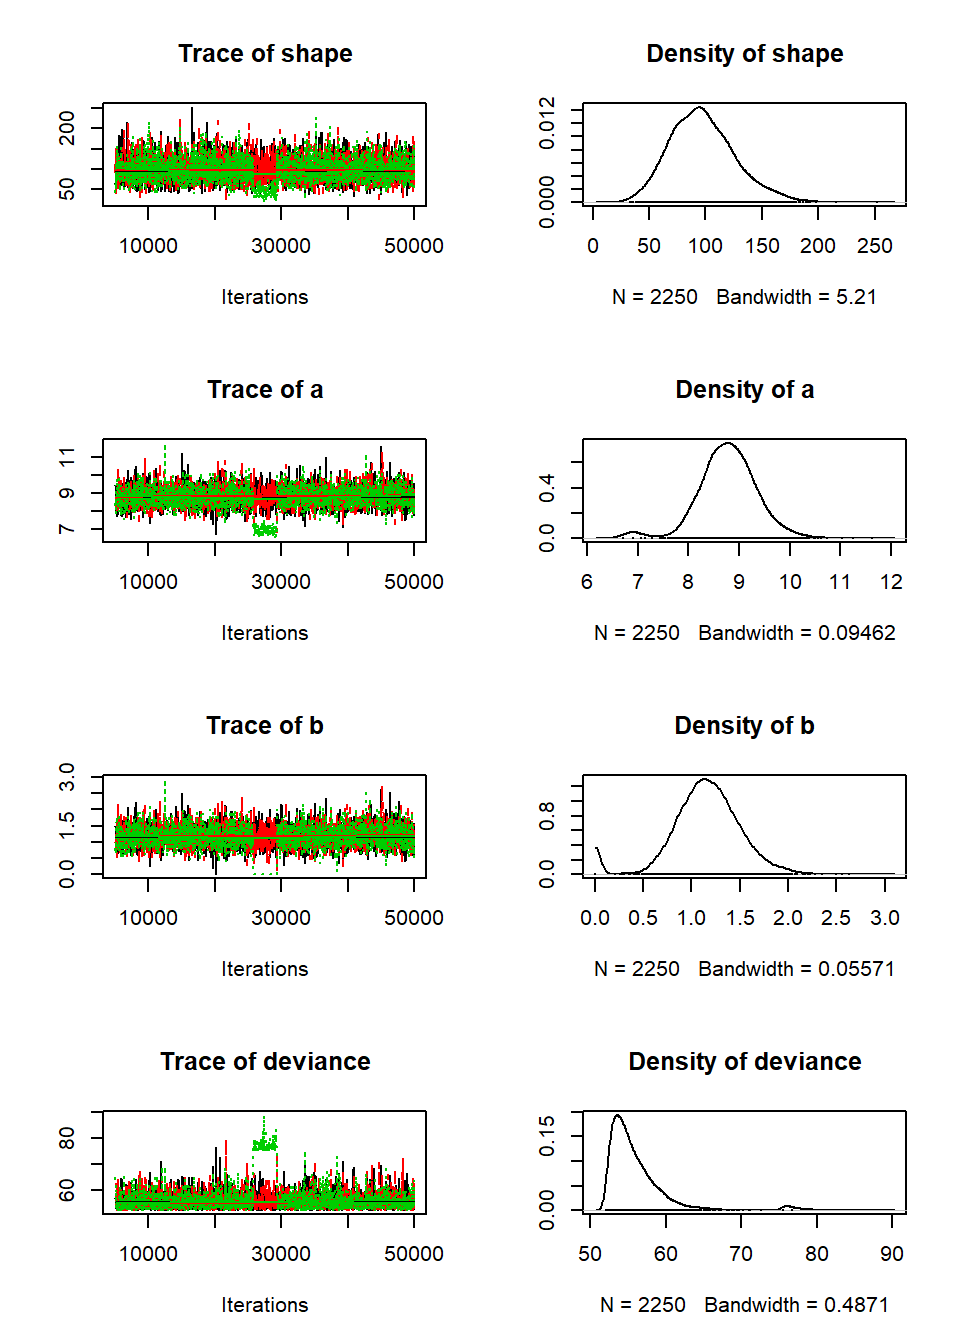 Trace of shape
Density of shape
200
50
10000 30000 50000
Iterations
0.012
0.000
0 50 100 150 200 250
N = 2250 Bandwidth = 5.21
Trace of a
Density of a
11
9
7
10000 30000 50000
Iterations
0.4
0.0
6 7 8 9 10 11 12
N = 2250 Bandwidth = 0.09462
Trace of b
Density of b
3.0
1.5
0.0
10000 30000 50000
Iterations
0.8
0.0
0.0 0.5 1.0 1.5 2.0 2.5 3.0
N = 2250 Bandwidth = 0.05571
Trace of deviance
Density of deviance
80
60
10000 30000 50000
Iterations
0.15
0.00
50 60 70 80 90
N = 2250 Bandwidth = 0.4871